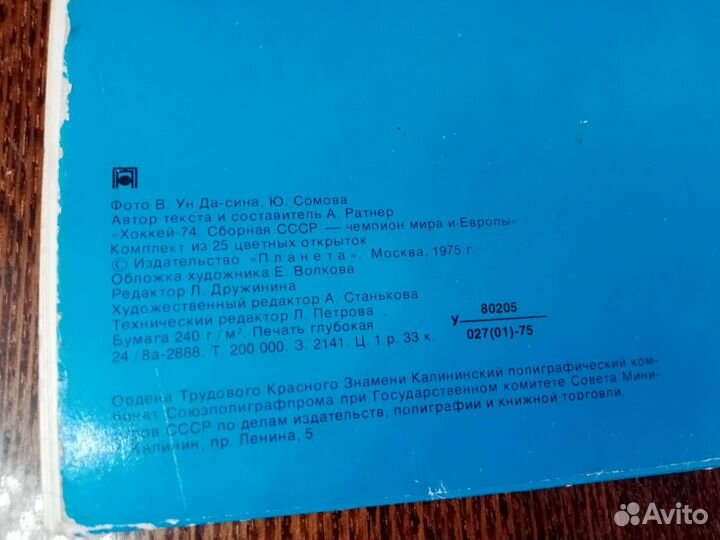 Фото В. Ун Да-сина, Ю. Сомова
Автор текста и составитель А. Ратнер
«Хоккей-74. Сборная СССР — чемпион мира и Европы»
Комплект из 25 цветных открыток
© Издательство «Планета». Москва, 1975 г.
Обложка художника Е. Волкова
Редактор Л. Дружинина
Художественный редактор А. Станькова
Технический редактор Л. Петрова
Бумага 240 г/м². Печать глубокая
24/8а-2888. Т. 200 000. З. 2141. Ц. 1 р. 33 к.
У 80205
027(01)-75
Ордена Трудового Красного Знамени Калининский полиграфический ком-
бинат Союзполиграфпрома при Государственном комитете Совета Мини-
стров СССР по делам издательств, полиграфии и книжной торговли.
Калинин, пр. Ленина, 5
Avito